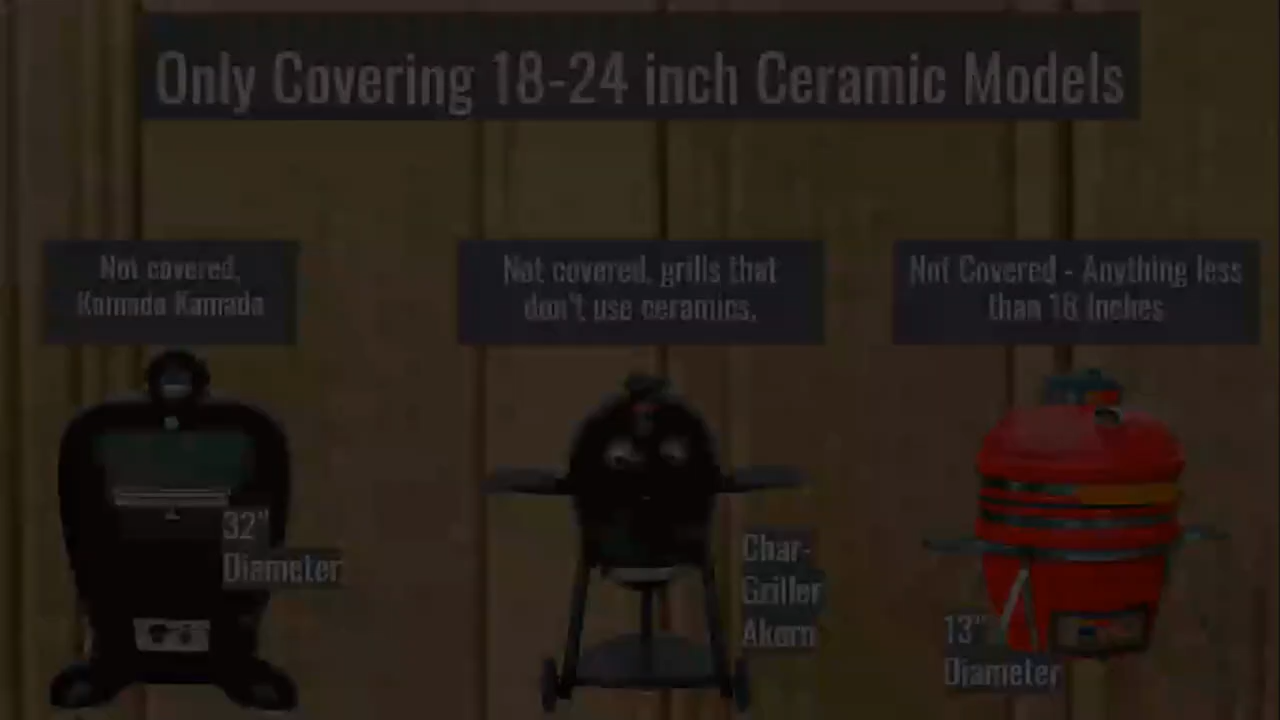 Only Covering 18-24 inch Ceramic Models
Not covered,
Komodo Kamado
Not covered, grills that
don't use ceramics.
Not Covered - Anything less
than 18 Inches
32"
Diameter
Char-
Griller
Akorn
13"
Diameter